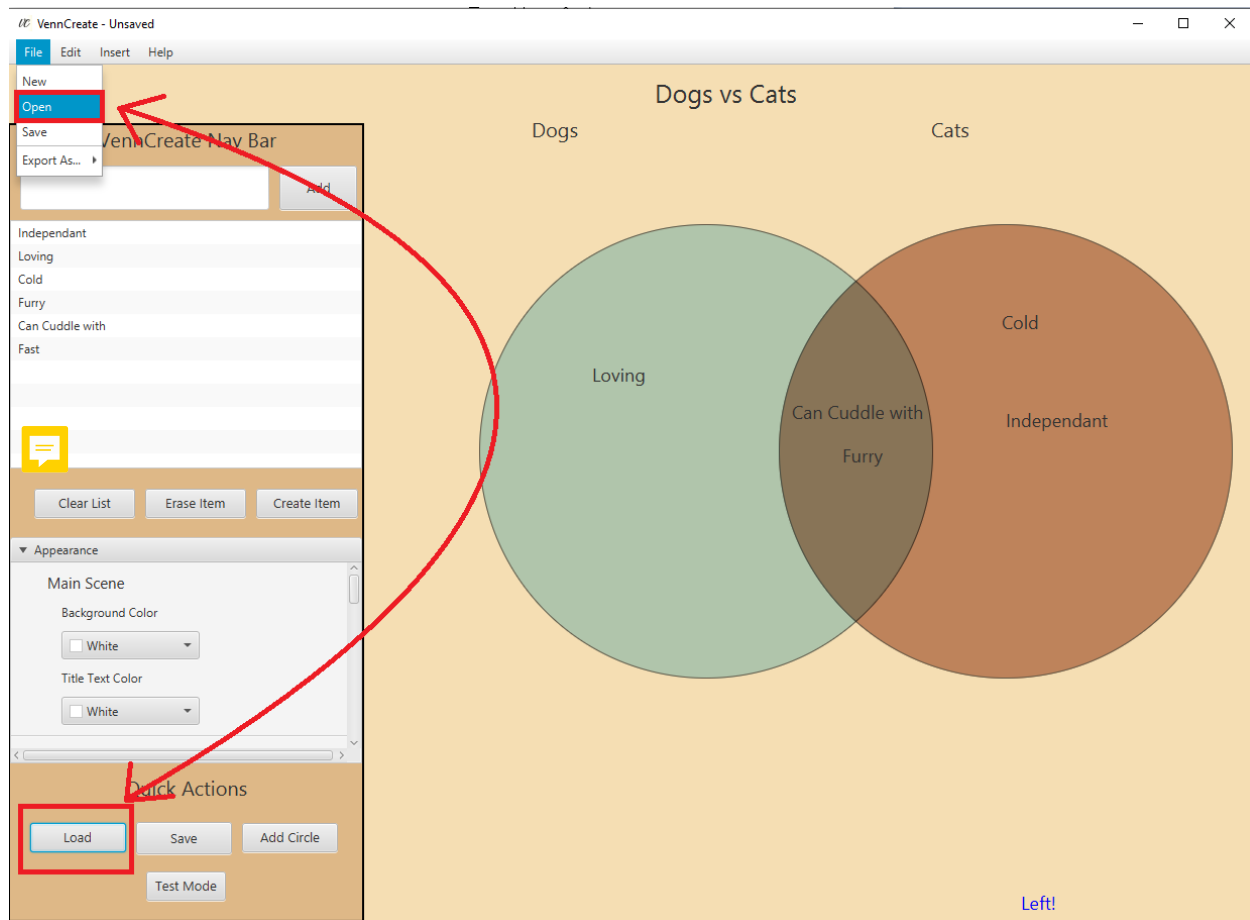 VC VennCreate - Unsaved
File Edit Insert Help
New
Open
Save
Export As...
VennCreate Nav Bar
Add
Independant
Loving
Cold
Furry
Can Cuddle with
Fast
Clear List Erase Item Create Item
Appearance
Main Scene
Background Color
White
Title Text Color
White
Quick Actions
Load Save Add Circle
Test Mode
Dogs vs Cats
Dogs Cats
Cold
Loving
Can Cuddle with
Independant
Furry
Left!